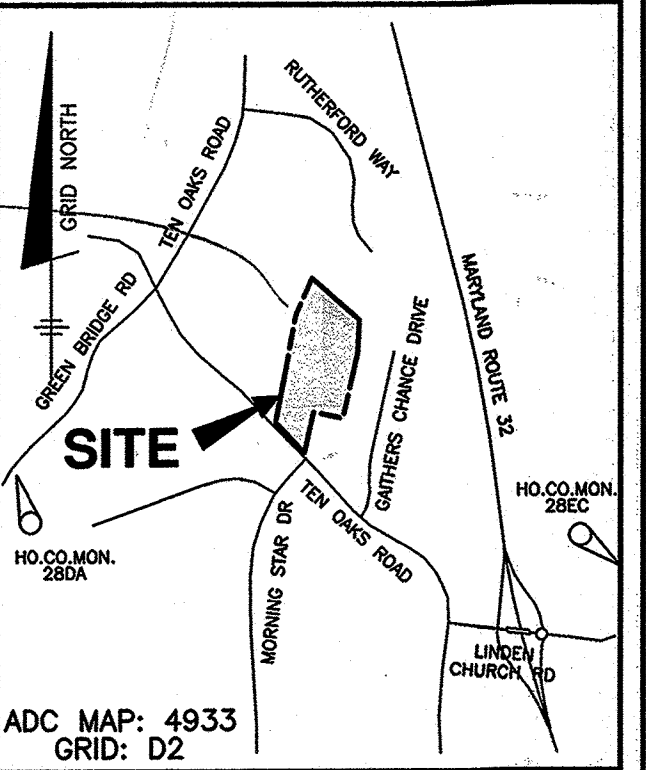 GRID NORTH
TEN OAKS ROAD
RUTHERFORD WAY
GREEN BRIDGE RD
MARYLAND ROUTE 32
GAITHERS CHANCE DRIVE
SITE
HO.CO.MON.
28EC
HO.CO.MON.
28DA
TEN OAKS ROAD
MORNING STAR DR
LINDEN
CHURCH RD
ADC MAP: 4933
GRID: D2